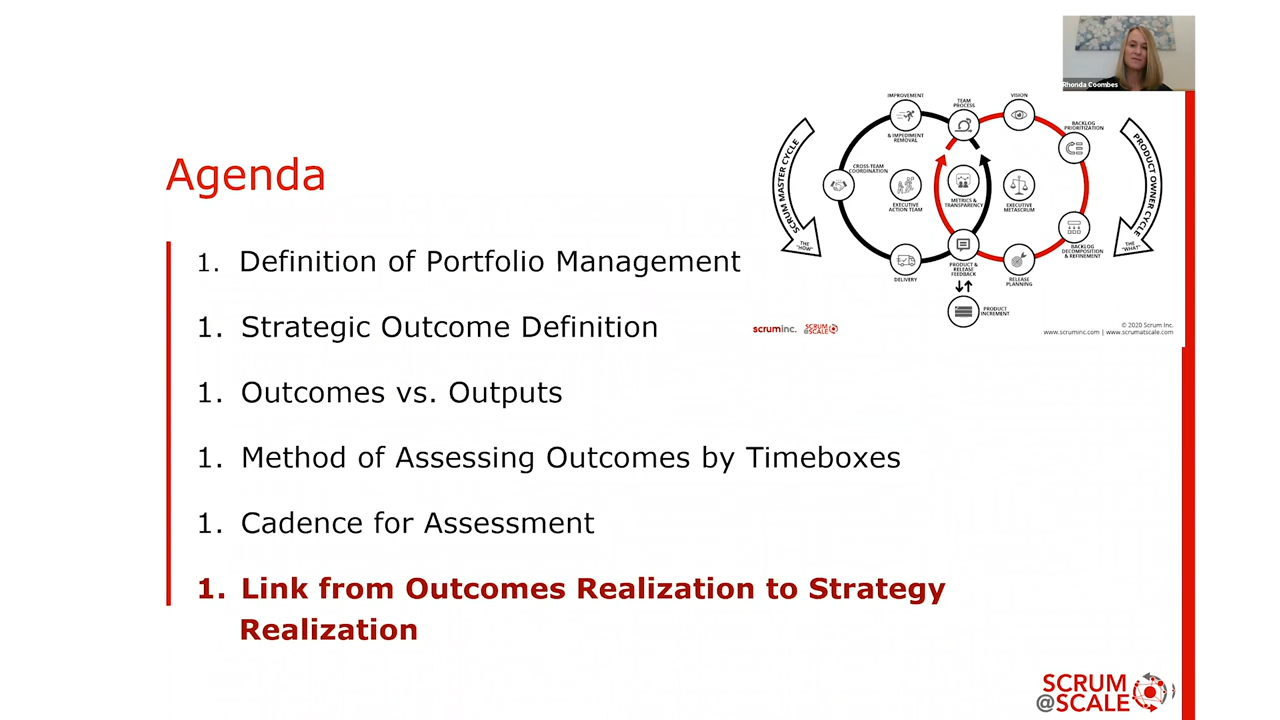 Rhonda Coombes
Agenda
1. Definition of Portfolio Management
1. Strategic Outcome Definition
1. Outcomes vs. Outputs
1. Method of Assessing Outcomes by Timeboxes
1. Cadence for Assessment
1. Link from Outcomes Realization to Strategy
Realization
SCRUM MASTER CYCLE
THE
"HOW"
IMPROVEMENT
& IMPEDIMENT
REMOVAL
TEAM
PROCESS
VISION
BACKLOG
PRIORITIZATION
CROSS-TEAM
COORDINATION
EXECUTIVE
ACTION TEAM
METRICS &
TRANSPARENCY
EXECUTIVE
METASCRUM
BACKLOG
DECOMPOSITION
& REFINEMENT
DELIVERY
PRODUCT &
RELEASE
FEEDBACK
RELEASE
PLANNING
PRODUCT
INCREMENT
PRODUCT OWNER CYCLE
THE
"WHAT"
scruminc.
SCRUM
@SCALE
© 2020 Scrum Inc.
www.scruminc.com | www.scrumatscale.com
SCRUM
@SCALE